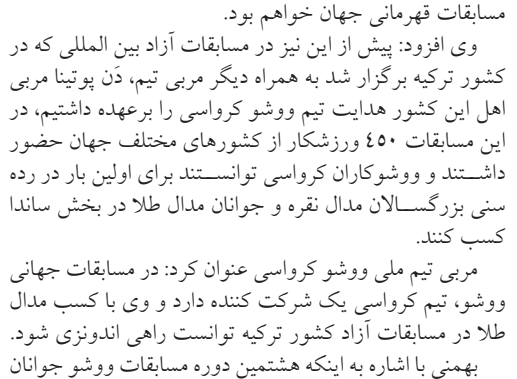 مسابقات قهرمانی جهان خواهم بود.
وی افزود: پیش از این نیز در مسابقات آزاد بین المللی که در
کشور ترکیه برگزار شد به همراه دیگر مربی تیم، دَن پوتینا مربی
اهل این کشور هدایت تیم ووشو کرواسی را برعهده داشتیم، در
این مسابقات ٤٥٠ ورزشکار از کشورهای مختلف جهان حضور
داشـــتند و ووشوکاران کرواسی توانســـتند برای اولین بار در رده
سنی بزرگســـالان مدال نقره و جوانان مدال طلا در بخش ساندا
کسب کنند.
مربی تیم ملی ووشو کرواسی عنوان کرد: در مسابقات جهانی
ووشو، تیم کرواسی یک شرکت کننده دارد و وی با کسب مدال
طلا در مسابقات آزاد کشور ترکیه توانست راهی اندونزی شود.
بهمنی با اشاره به اینکه هشتمین دوره مسابقات ووشو جوانان